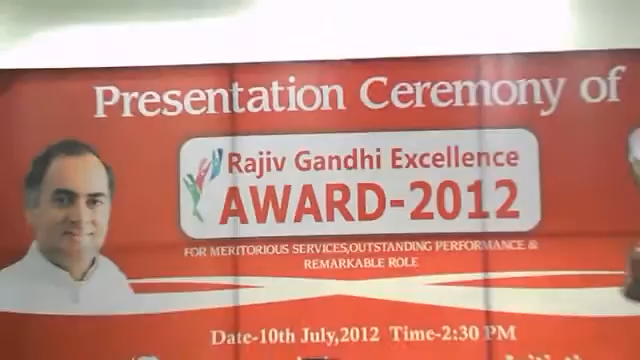 Presentation Ceremony of
Rajiv Gandhi Excellence
AWARD-2012
FOR MERITORIOUS SERVICES,OUTSTANDING PERFORMANCE &
REMARKABLE ROLE
Date-10th July,2012 Time-2:30 PM